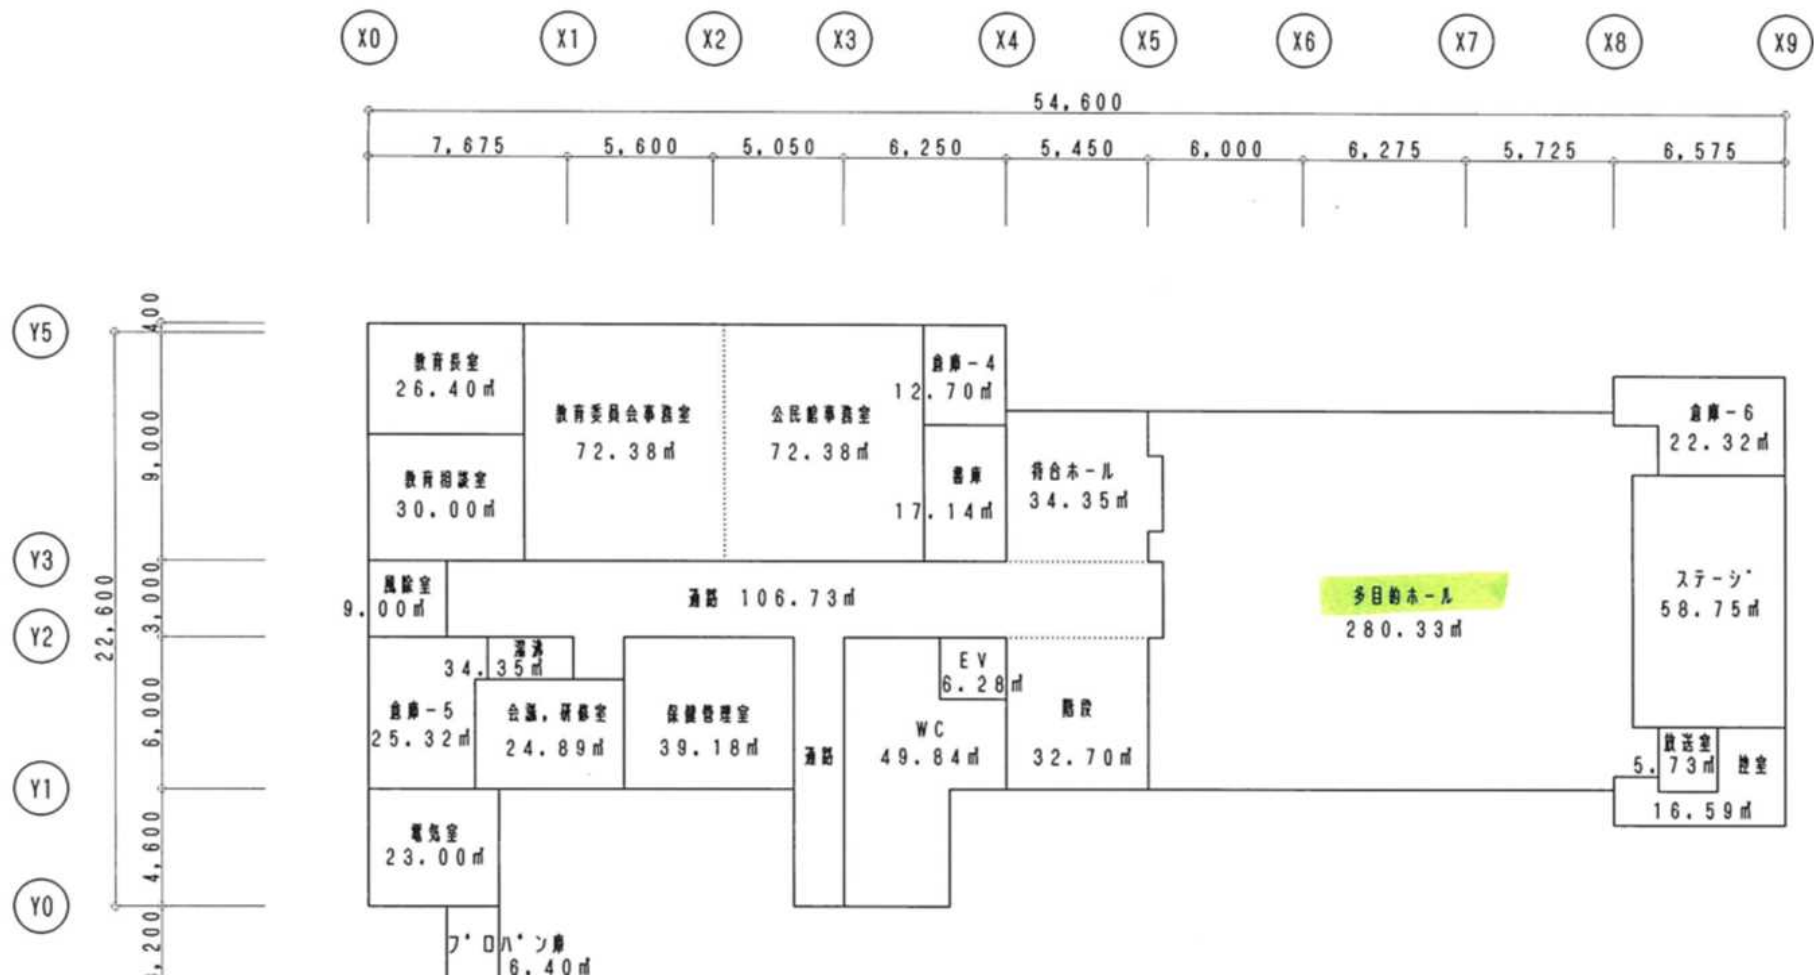 X0 X1 X2 X3 X4 X5 X6 X7 X8 X9
54,600
7,675 5,600 5,050 6,250 5,450 6,000 6,275 5,725 6,575
Y5
Y3
Y2
Y1
Y0
22,600
400
9,000
3,000
6,000
4,600
,200
教育長室
26.40㎡
教育相談室
30.00㎡
教育委員会事務室
72.38㎡
公民館事務室
72.38㎡
倉庫-4
12.70㎡
書庫
17.14㎡
待合ホール
34.35㎡
倉庫-6
22.32㎡
風除室
9.00㎡
通路 106.73㎡
多目的ホール
280.33㎡
ステージ
58.75㎡
湯沸
34.35㎡
倉庫-5
25.32㎡
会議,研修室
24.89㎡
保健管理室
39.18㎡
通路
EV
6.28㎡
WC
49.84㎡
階段
32.70㎡
放送室
5.73㎡
控室
16.59㎡
電気室
23.00㎡
プロパン庫
6.40㎡